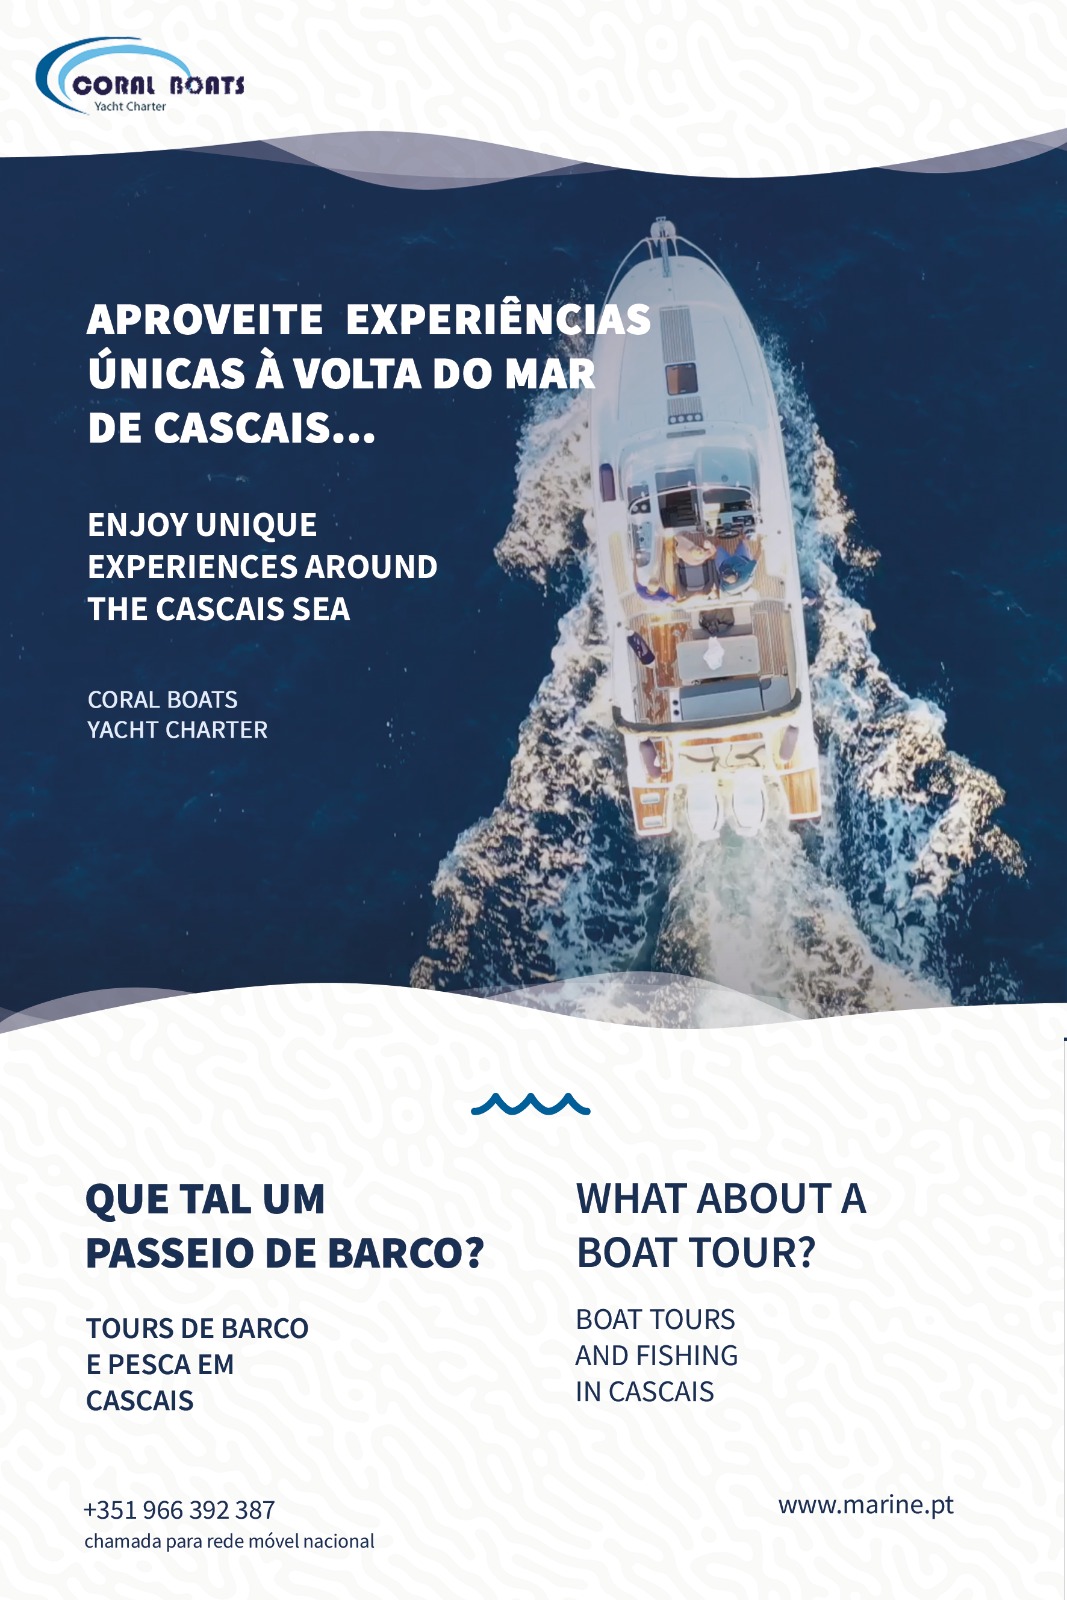 CORAL BOATS
Yacht Charter
APROVEITE EXPERIÊNCIAS
ÚNICAS À VOLTA DO MAR
DE CASCAIS...
ENJOY UNIQUE
EXPERIENCES AROUND
THE CASCAIS SEA
CORAL BOATS
YACHT CHARTER
QUE TAL UM
PASSEIO DE BARCO?
TOURS DE BARCO
E PESCA EM
CASCAIS
WHAT ABOUT A
BOAT TOUR?
BOAT TOURS
AND FISHING
IN CASCAIS
+351 966 392 387
chamada para rede móvel nacional
www.marine.pt